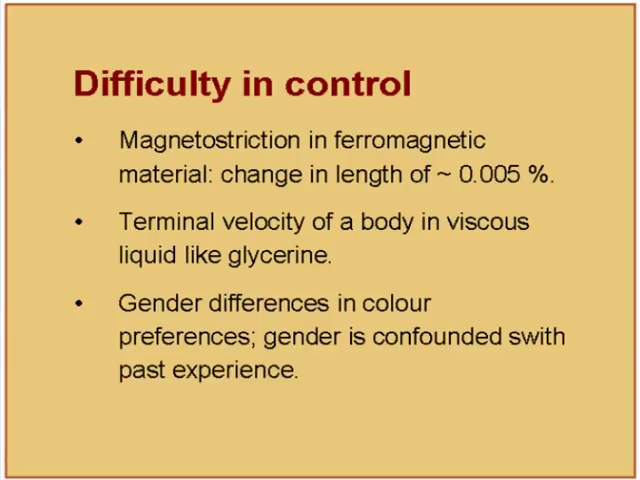 Difficulty in control
• Magnetostriction in ferromagnetic
material: change in length of ~ 0.005 %.
• Terminal velocity of a body in viscous
liquid like glycerine.
• Gender differences in colour
preferences; gender is confounded swith
past experience.